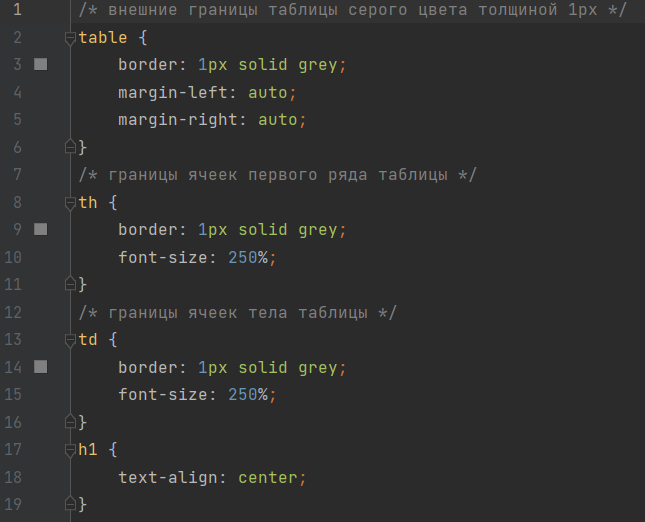 1 /* внешние границы таблицы серого цвета толщиной 1px */
2 table {
3 border: 1px solid grey;
4 margin-left: auto;
5 margin-right: auto;
6 }
7 /* границы ячеек первого ряда таблицы */
8 th {
9 border: 1px solid grey;
10 font-size: 250%;
11 }
12 /* границы ячеек тела таблицы */
13 td {
14 border: 1px solid grey;
15 font-size: 250%;
16 }
17 h1 {
18 text-align: center;
19 }